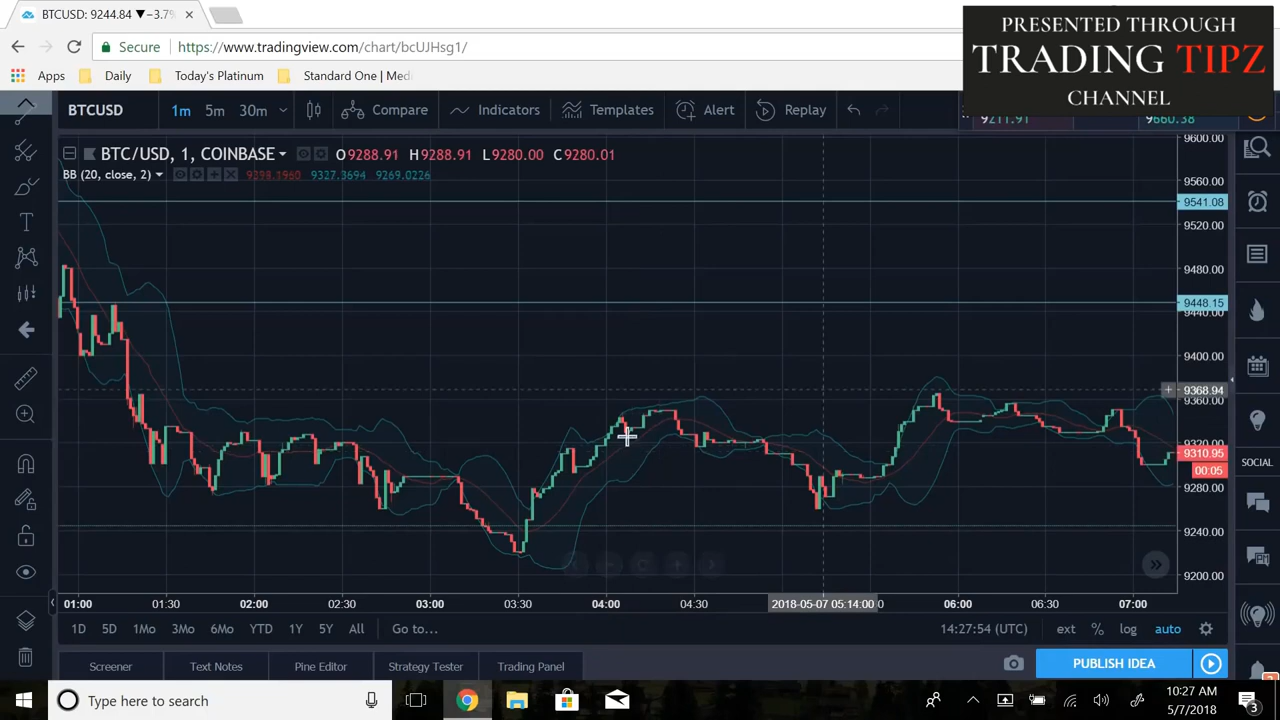 BTCUSD: 9244.84 ▼−3.7%
Secure
https://www.tradingview.com/chart/bcUJHsg1/
PRESENTED THROUGH
TRADING TIPZ
CHANNEL
Apps
Daily
Today's Platinum
Standard One | Medi
BTCUSD
1m
5m
30m
Compare
Indicators
Templates
Alert
Replay
9211.91
9660.38
BTC/USD, 1, COINBASE
O9288.91 H9288.91 L9280.00 C9280.01
BB (20, close, 2)
9298.1960 9327.3694 9269.0226
9600.00
9560.00
9541.08
9520.00
9480.00
9448.15
9440.00
9400.00
9368.94
9360.00
9320.00
9310.95
00:05
9280.00
9240.00
9200.00
SOCIAL
01:00
01:30
02:00
02:30
03:00
03:30
04:00
04:30
2018-05-07 05:14:00
06:00
06:30
07:00
1D
5D
1Mo
3Mo
6Mo
YTD
1Y
5Y
All
Go to...
14:27:54 (UTC)
ext
%
log
auto
Screener
Text Notes
Pine Editor
Strategy Tester
Trading Panel
PUBLISH IDEA
Type here to search
10:27 AM
5/7/2018
3